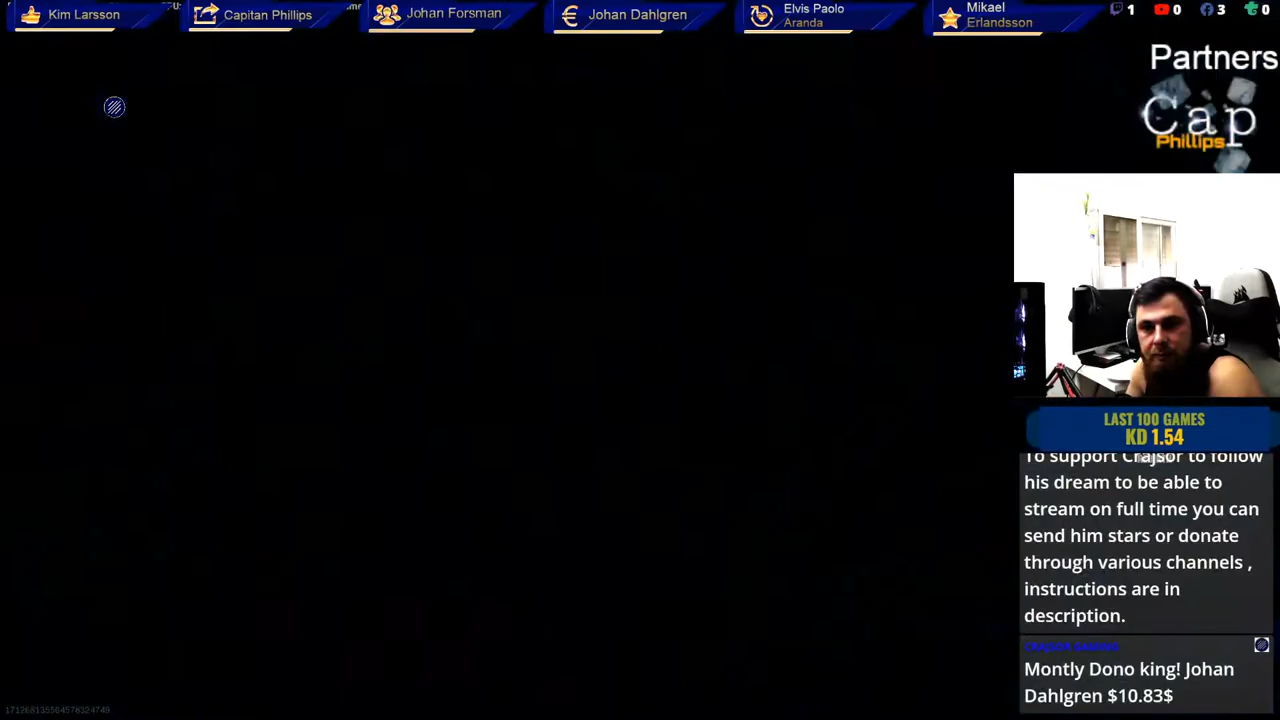 Kim Larsson
Capitan Phillips
Johan Forsman
€ Johan Dahlgren
Elvis Paolo
Aranda
Mikael
Erlandsson
1
0
3
0
Partners
Cap
Phillips
LAST 100 GAMES
KD 1.54
To support Crajsor to follow
his dream to be able to
stream on full time you can
send him stars or donate
through various channels ,
instructions are in
description.
CRAJSOR GAMING
Montly Dono king! Johan
Dahlgren $10.83$